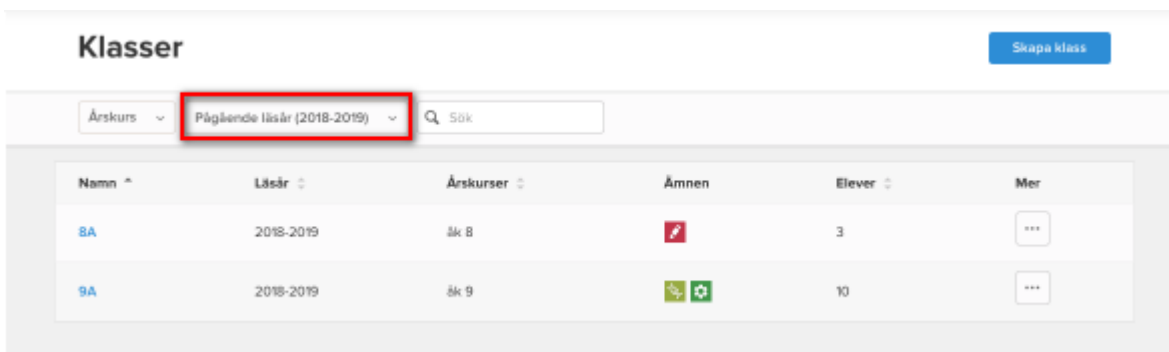 Klasser
Skapa klass
Årskurs
Pågående läsår (2018-2019)
Sök
Namn Läsår Årskurser Ämnen Elever Mer
8A 2018-2019 åk 8 3
9A 2018-2019 åk 9 10